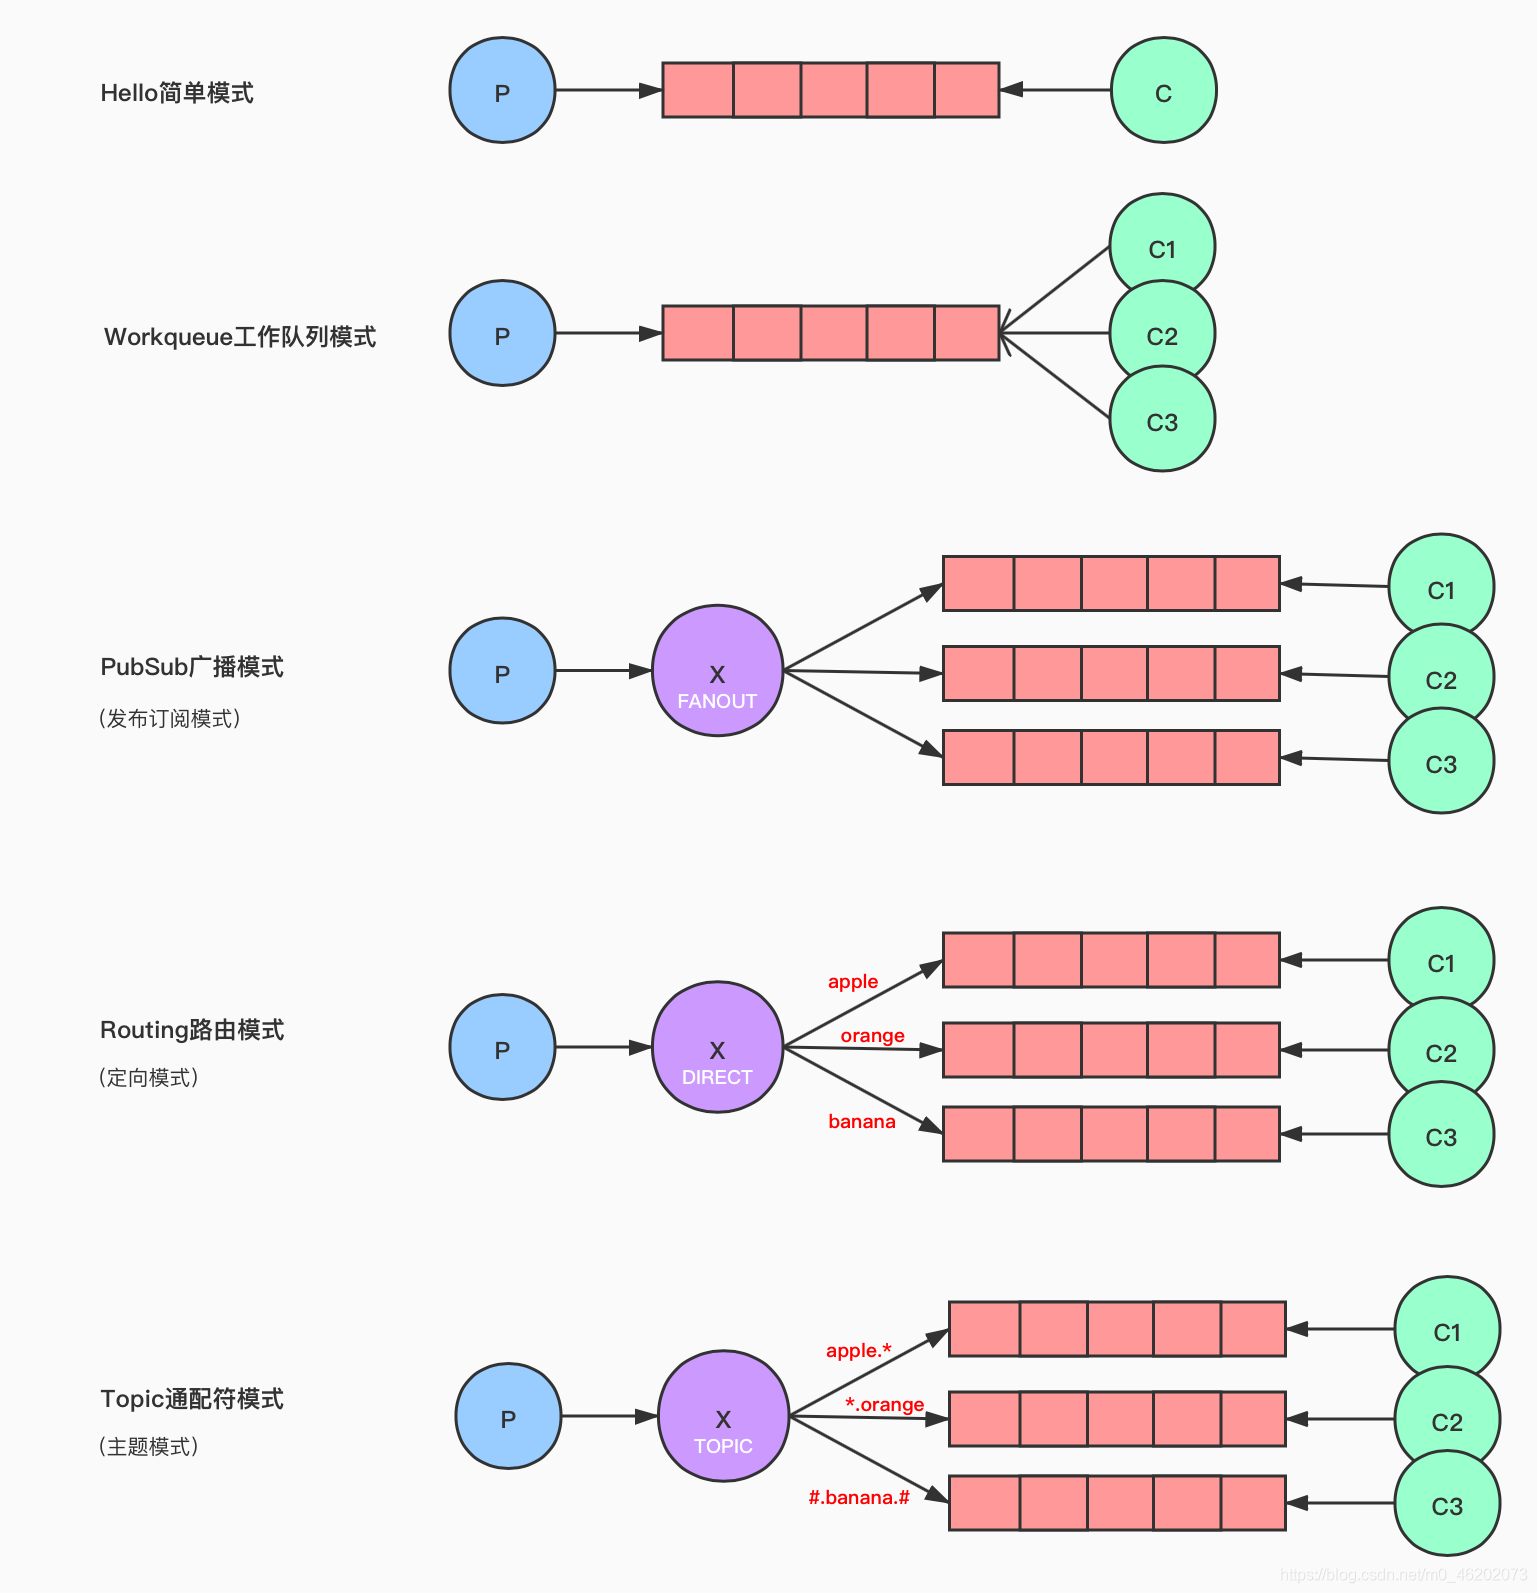 Hello简单模式
P
C
C1
Workqueue工作队列模式
P
C2
C3
C1
PubSub广播模式
P
X
C2
FANOUT
(发布订阅模式)
C3
C1
apple
Routing路由模式
orange
P
X
C2
(定向模式)
DIRECT
banana
C3
apple.*
C1
Topic通配符模式
*.orange
P
X
C2
(主题模式)
TOPIC
#.banana.#
C3
https://blog.csdn.net/m0_46202073